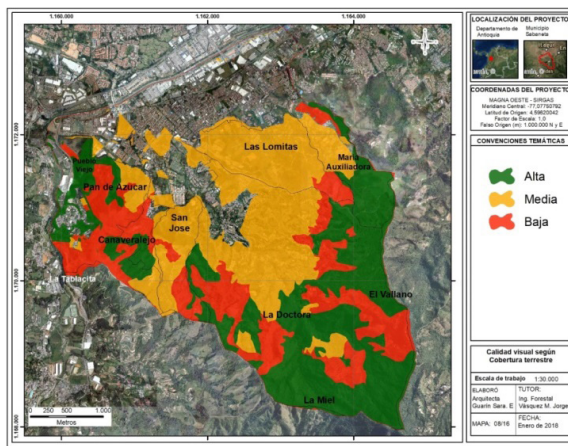 1.160.000
1.162.000
1.164.000
1.172.000
1.170.000
1.168.000
Las Lomitas
María
Auxiliadora
Pueblo
Viejo
Pan de Azúcar
San
Jose
Cañaveralejo
La Tablacita
El Vallano
La Doctora
La Miel
1.000 500 0 1.000
Metros
LOCALIZACIÓN DEL PROYECTO
Departamento de
Antioquia
Municipio
Sabaneta
COORDENADAS DEL PROYECTO
MAGNA OESTE - SIRGAS
Meridiano Central: -77,07760792
Latitud de Origen: 4,59620042
Factor de Escala: 1,0
Falso Origen (m): 1.000.000 N y E.
CONVENCIONES TEMÁTICAS
Alta
Media
Baja
Calidad visual según
Cobertura terrestre
Escala de trabajo 1:30.000
ELABORÓ
Arquitecta
Guarín Sara. E
TUTOR:
Ing. Forestal
Vásquez M. Jorge
MAPA: 08/16
FECHA:
Enero de 2018